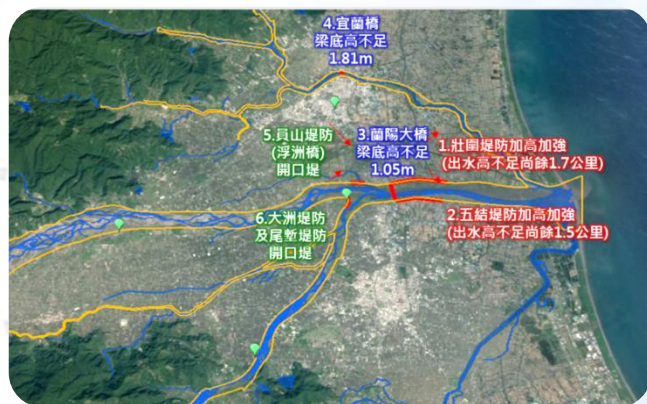 4.宜蘭橋
梁底高不足
1.81m
5.員山堤防
(浮洲橋)
開口堤
3.蘭陽大橋
梁底高不足
1.05m
1.壯圍堤防加高加強
(出水高不足尚餘1.7公里)
6.大洲堤防
及尾塹堤防
開口堤
2.五結堤防加高加強
(出水高不足尚餘1.5公里)